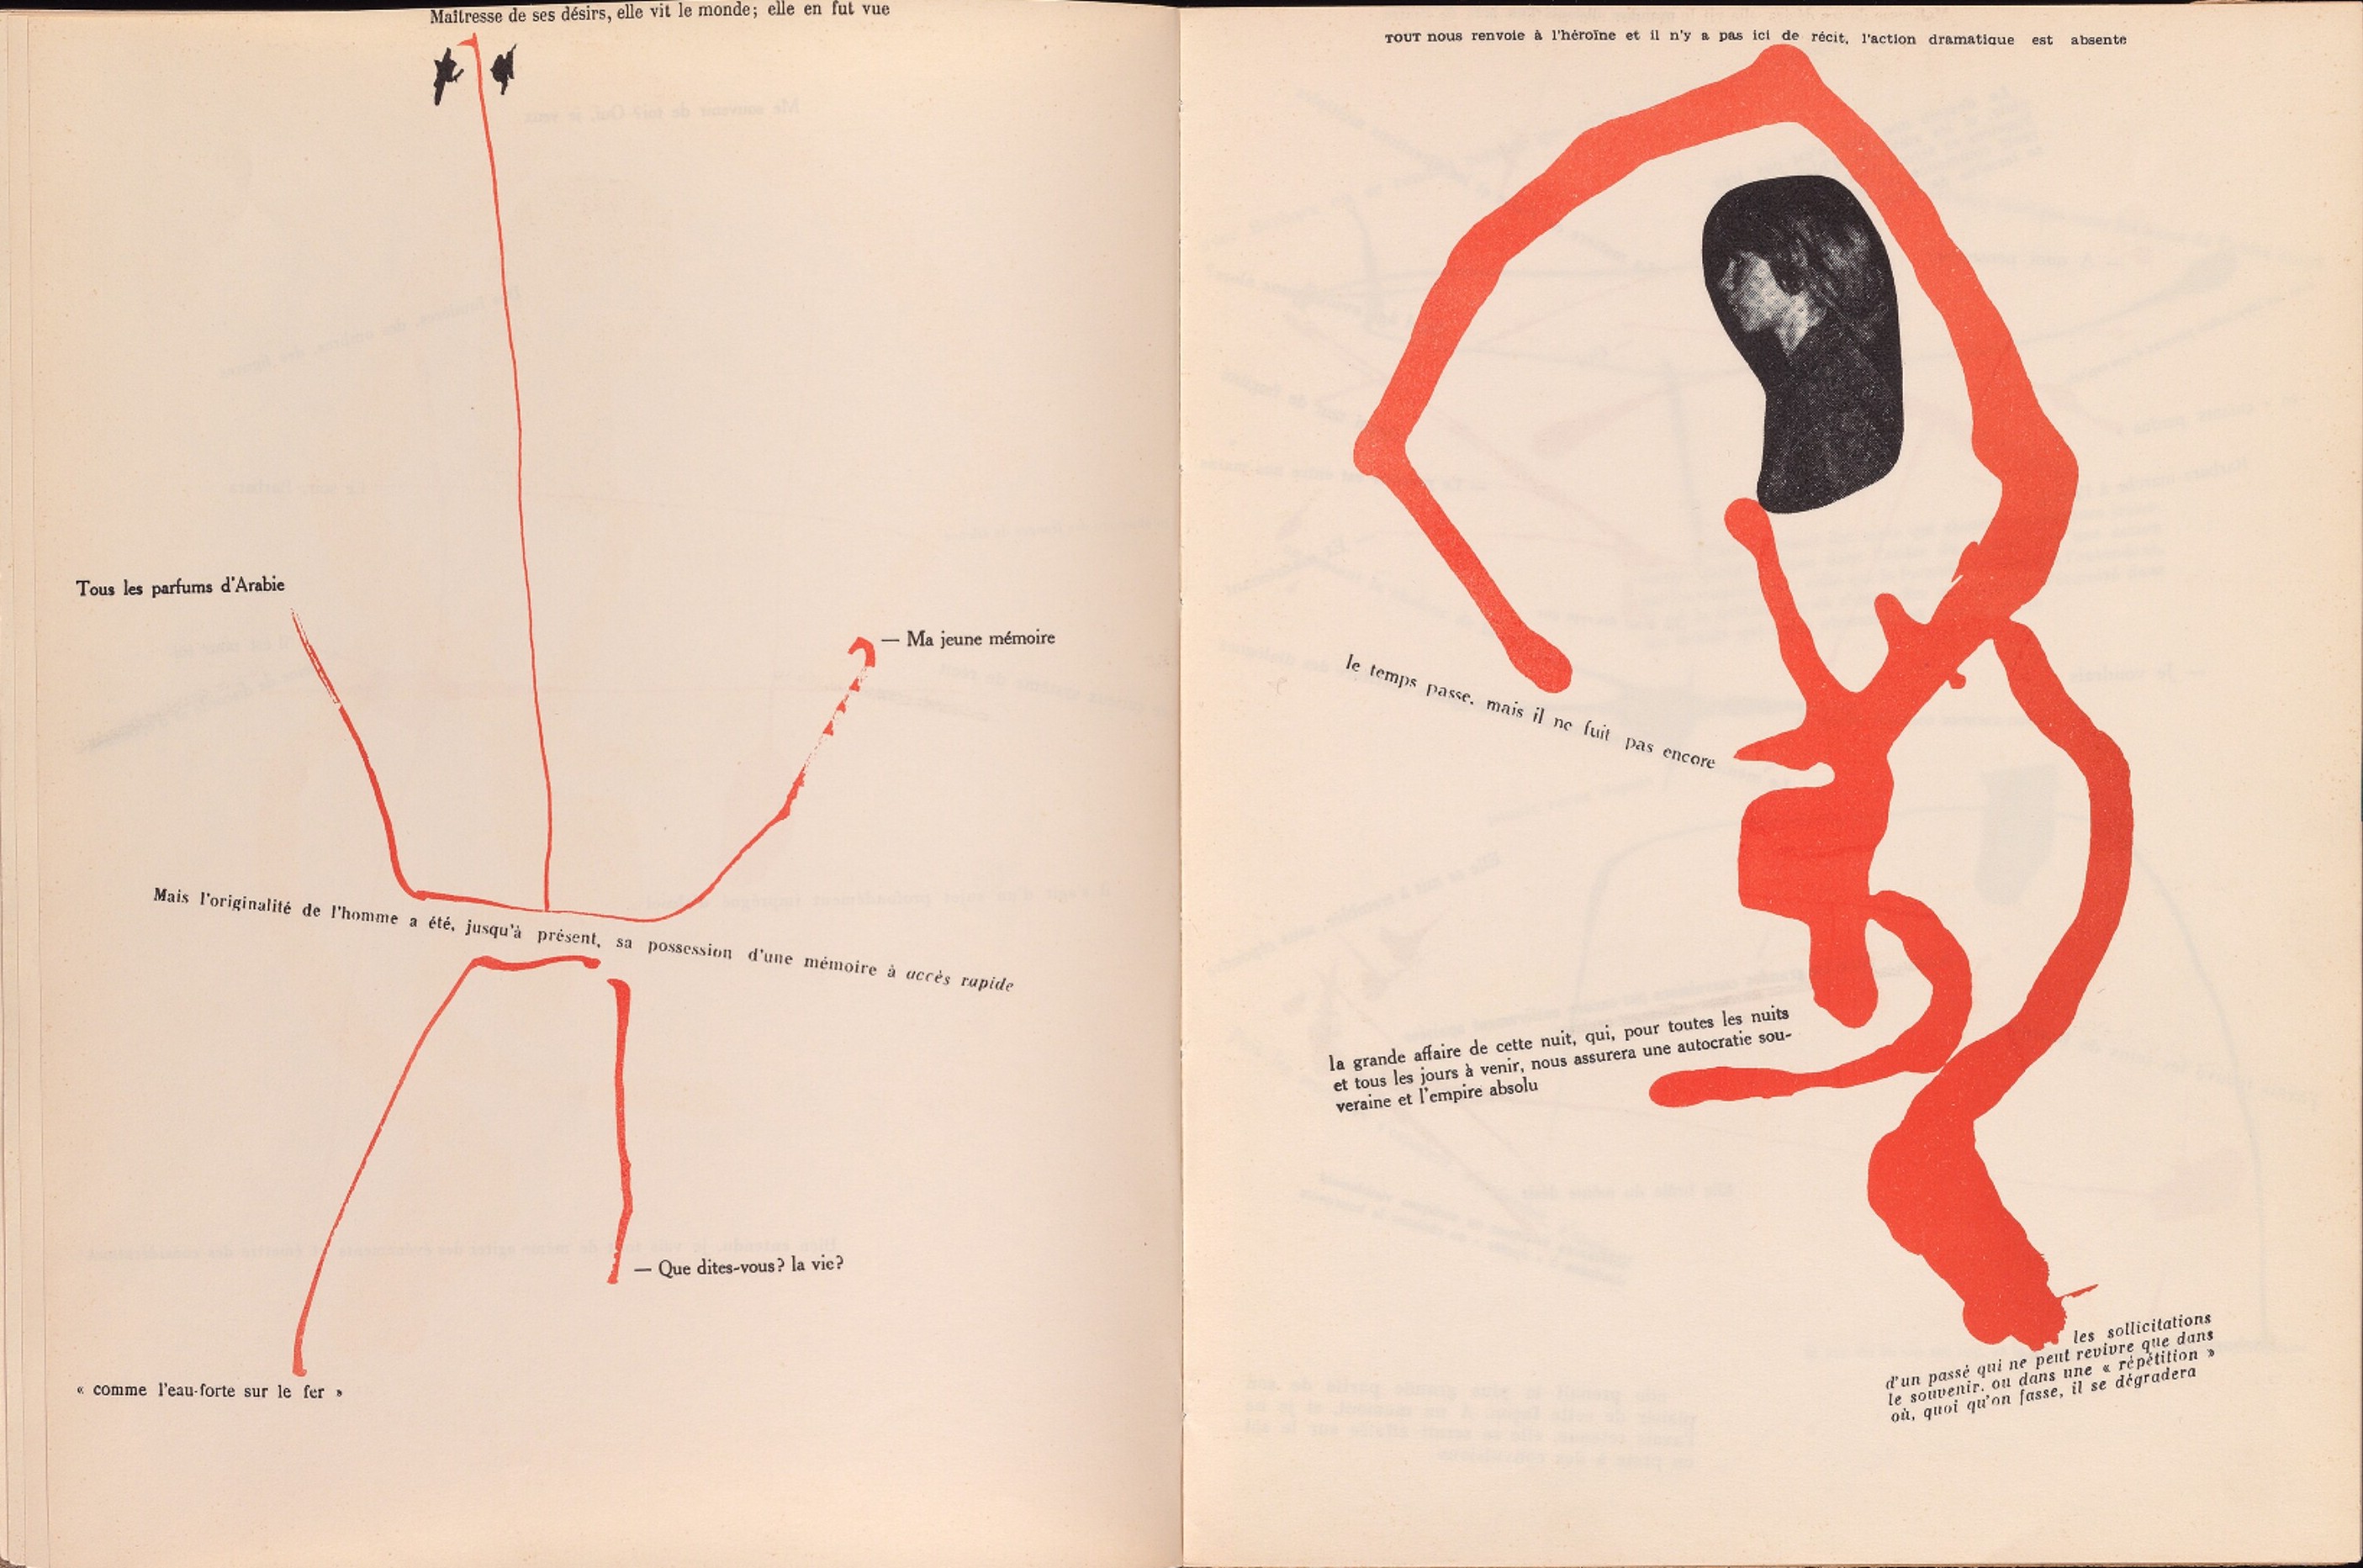 Maîtresse de ses désirs, elle vit le monde; elle en fut vue
Tous les parfums d'Arabie
— Ma jeune mémoire
Mais l'originalité de l'homme a été, jusqu'à présent, sa possession d'une mémoire à accès rapide
— Que dites-vous? la vie?
« comme l'eau-forte sur le fer »
TOUT nous renvoie à l'héroïne et il n'y a pas ici de récit, l'action dramatique est absente
le temps passe, mais il ne fuit pas encore
la grande affaire de cette nuit, qui, pour toutes les nuits
et tous les jours à venir, nous assurera une autocratie sou-
veraine et l'empire absolu
les sollicitations
d'un passé qui ne peut revivre que dans
le souvenir, ou dans une « répétition »
où, quoi qu'on fasse, il se dégradera